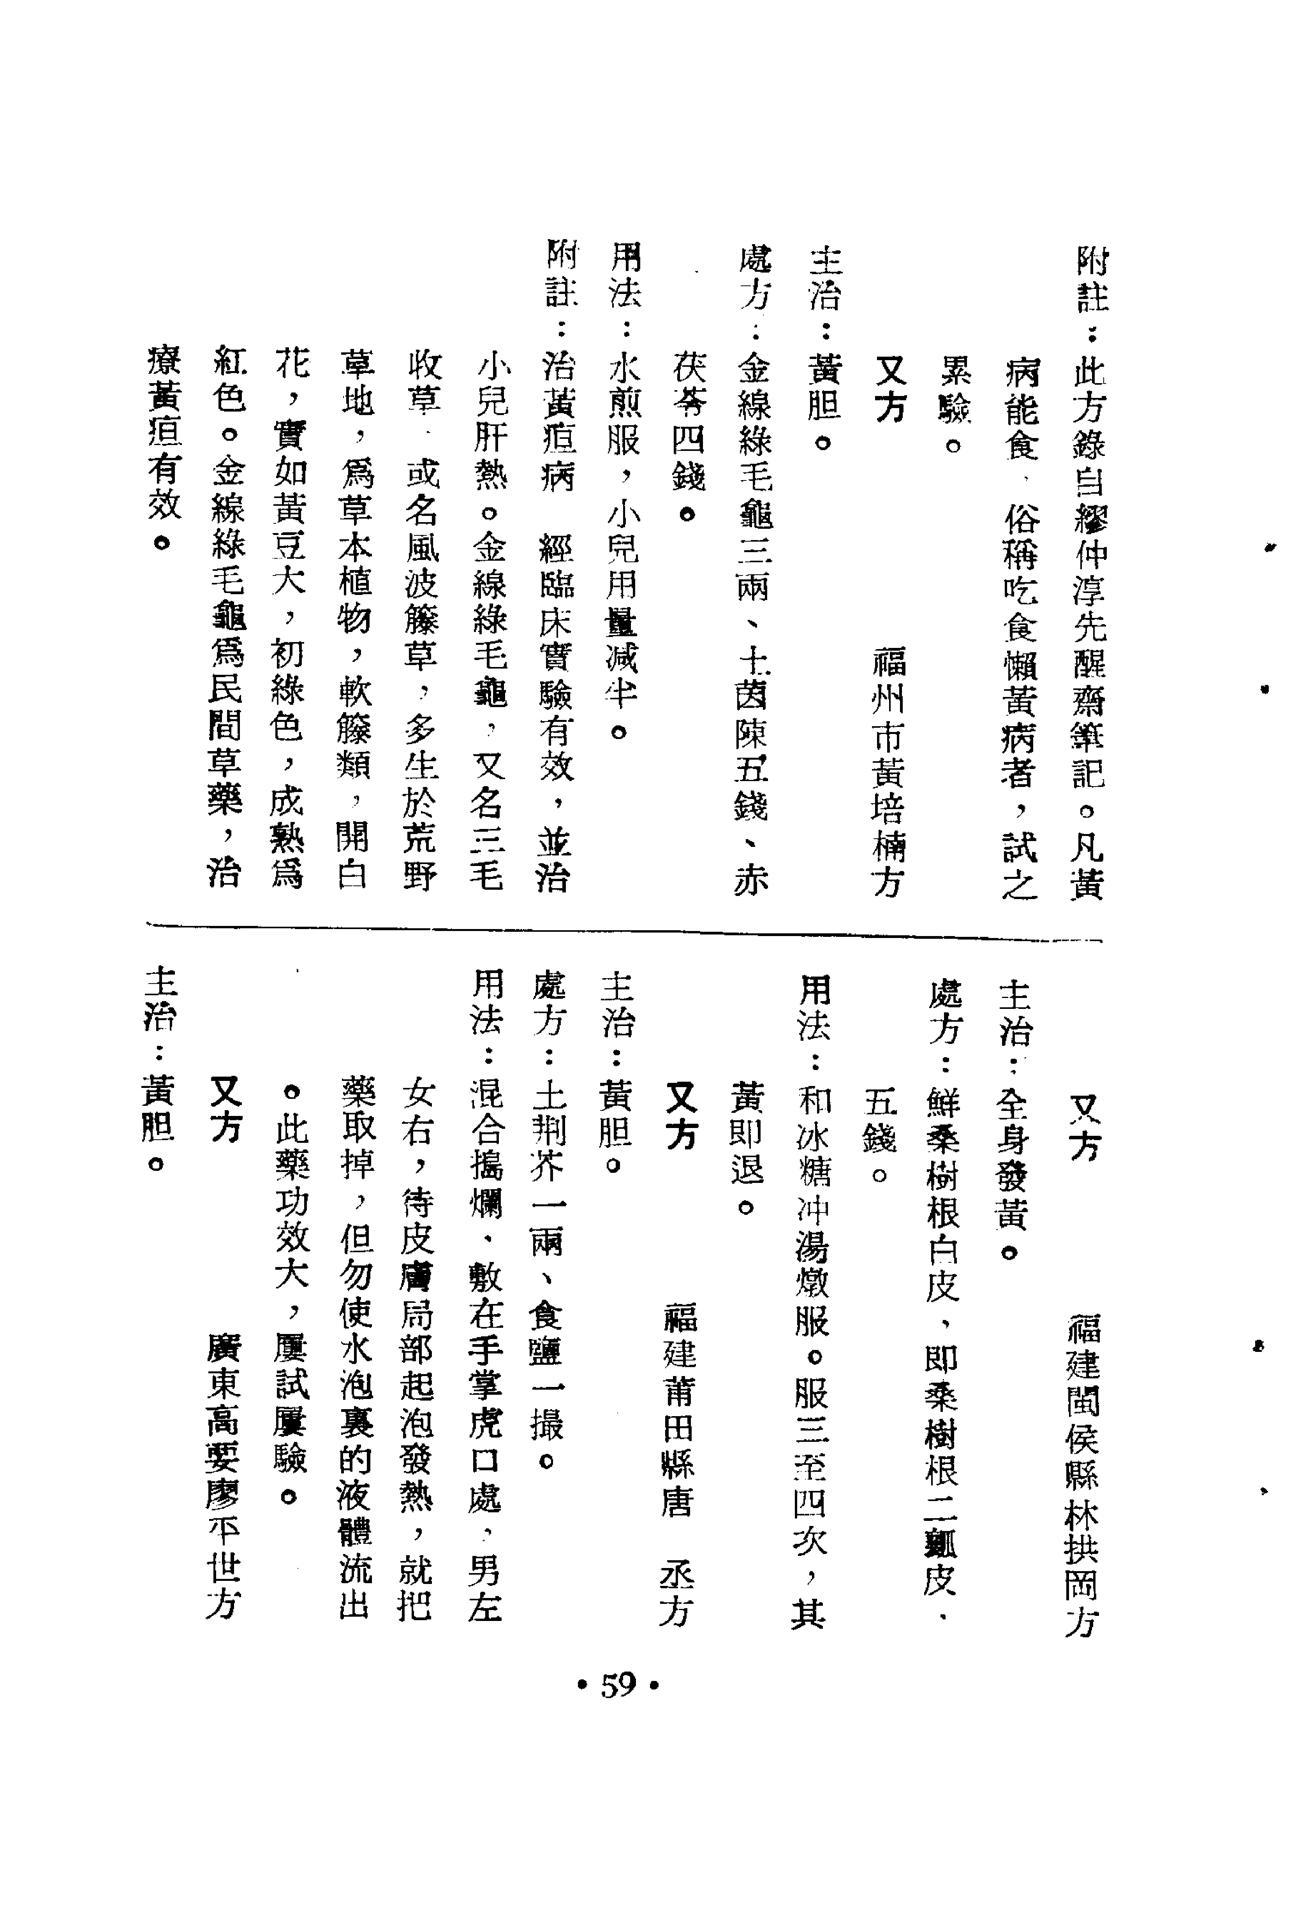 附註：此方錄自繆仲淳先醒齋筆記。凡黃
病能食、俗稱吃食懶黃病者，試之
累驗。
又方　福州市黃培楠方
主治：黃胆。
處方：金線綠毛龜三兩、土茵陳五錢、赤
茯苓四錢。
用法：水煎服，小兒用量減半。
附註：治黃疸病　經臨床實驗有效，並治
小兒肝熱。金線綠毛龜，又名三毛
收草、或名風波籐草，多生於荒野
草地，爲草本植物，軟籐類，開白
花，實如黃豆大，初綠色，成熟爲
紅色。金線綠毛龜爲民間草藥，治
療黃疸有效。
又方　福建閩侯縣林拱岡方
主治：全身發黃。
處方：鮮桑樹根白皮、即桑樹根二皮、
五錢。
用法：和冰糖冲湯燉服。服三至四次，其
黃即退。
又方　福建莆田縣唐　丞方
主治：黃胆。
處方：土荆芥一兩、食鹽一撮。
用法：混合搗爛、敷在手掌虎口處，男左
女右，待皮膚局部起泡發熱，就把
藥取掉，但勿使水泡裏的液體流出
。此藥功效大，屢試屢驗。
又方　廣東高要廖平世方
主治：黃胆。
• 59 •